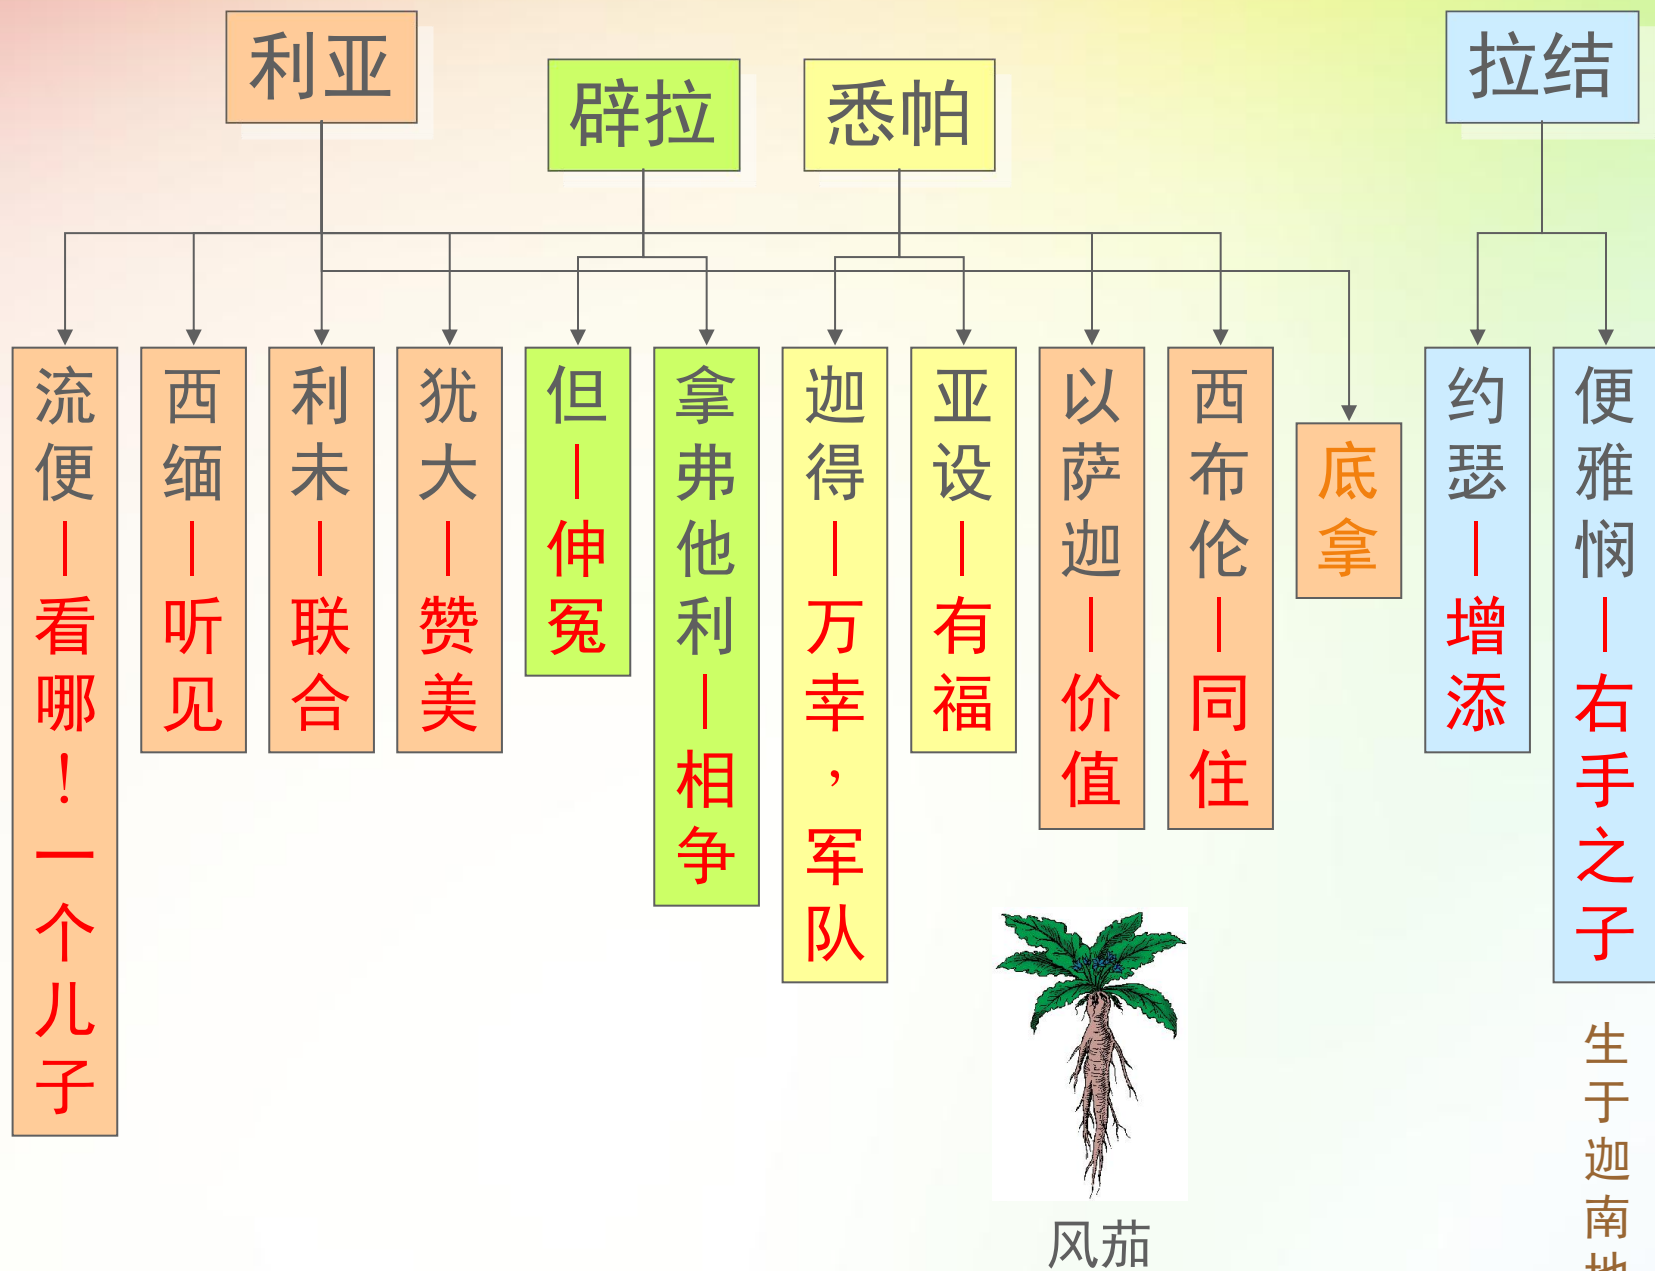 利亚
辟拉
悉帕
拉结
流便—看哪！一个儿子
西缅—听见
利未—联合
犹大—赞美
但—伸冤
拿弗他利—相争
迦得—万幸，军队
亚设—有福
以萨迦—价值
西布伦—同住
底拿
约瑟—增添
便雅悯—右手之子
风茄
生于迦南地